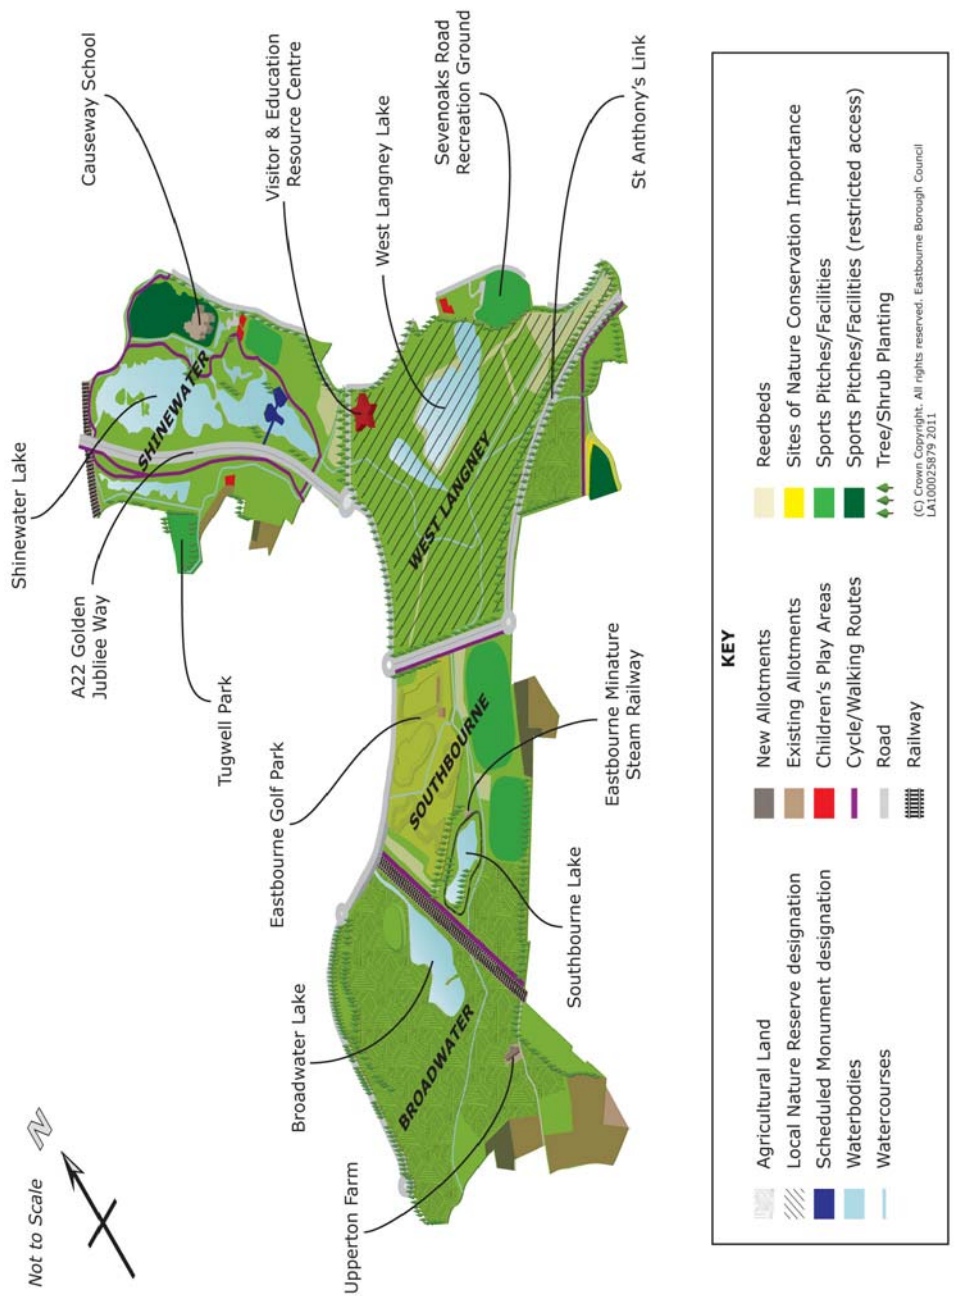 Not to Scale
N
Upperton Farm
Broadwater Lake
Eastbourne Golf Park
Tugwell Park
A22 Golden
Jubliee Way
Shinewater Lake
Causeway School
Visitor & Education
Resource Centre
West Langney Lake
Sevenoaks Road
Recreation Ground
St Anthony's Link
Eastbourne Minature
Steam Railway
Southbourne Lake
BROADWATER
SOUTHBOURNE
WEST LANGNEY
SHINEWATER
KEY
Agricultural Land
Local Nature Reserve designation
Scheduled Monument designation
Waterbodies
Watercourses
New Allotments
Existing Allotments
Children's Play Areas
Cycle/Walking Routes
Road
Railway
Reedbeds
Sites of Nature Conservation Importance
Sports Pitches/Facilities
Sports Pitches/Facilities (restricted access)
Tree/Shrub Planting
(C) Crown Copyright. All rights reserved. Eastbourne Borough Council
LA100025879 2011